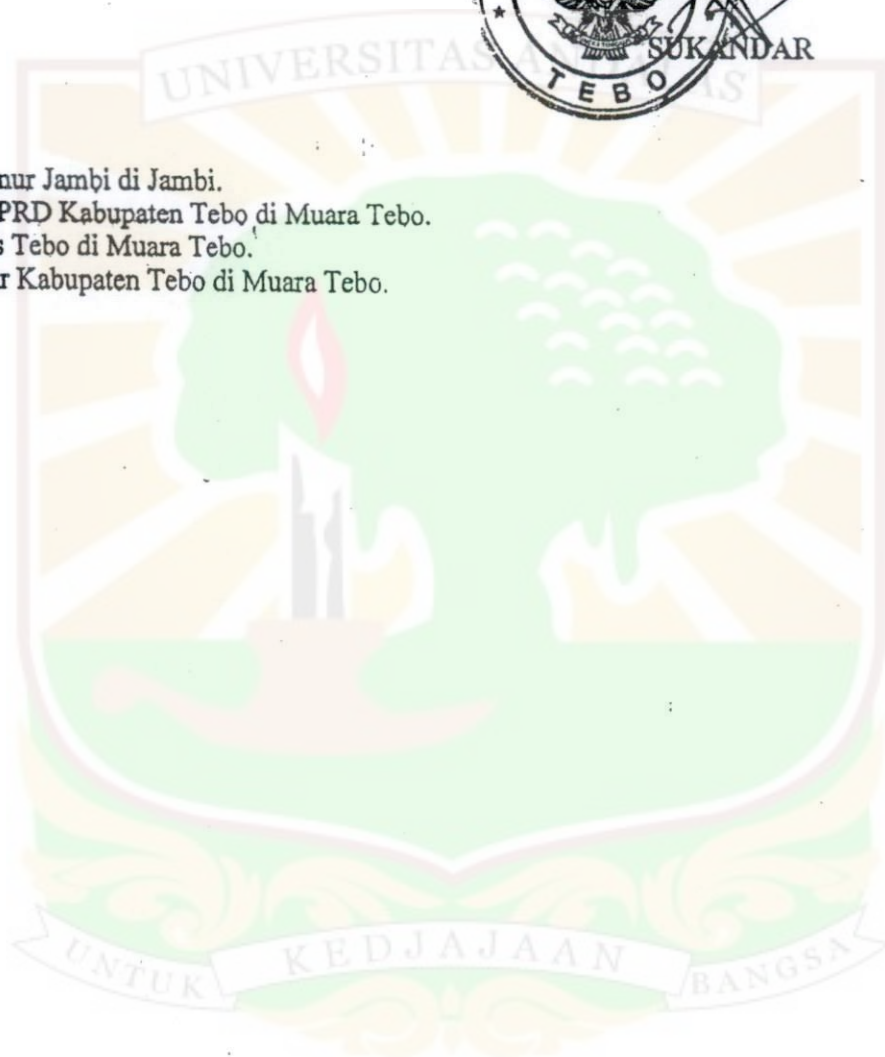 SUKANDAR
TEBO
UNIVERSITAS ANDALAS
nur Jambi di Jambi.
PRD Kabupaten Tebo di Muara Tebo.
s Tebo di Muara Tebo.
r Kabupaten Tebo di Muara Tebo.
UNTUK KEDJAJAAN BANGSA